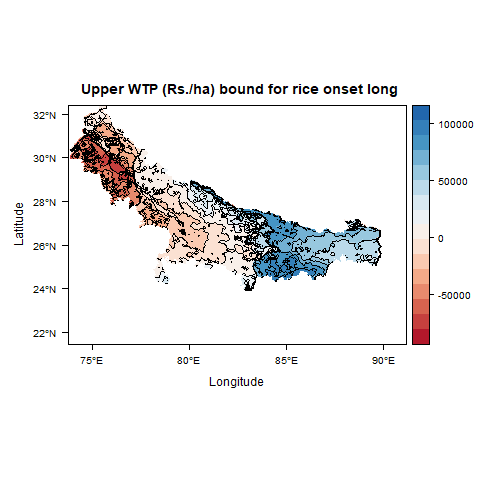 Upper WTP (Rs./ha) bound for rice onset long
32°N
30°N
28°N
26°N
24°N
22°N
Latitude
75°E
80°E
85°E
90°E
Longitude
100000
50000
0
-50000